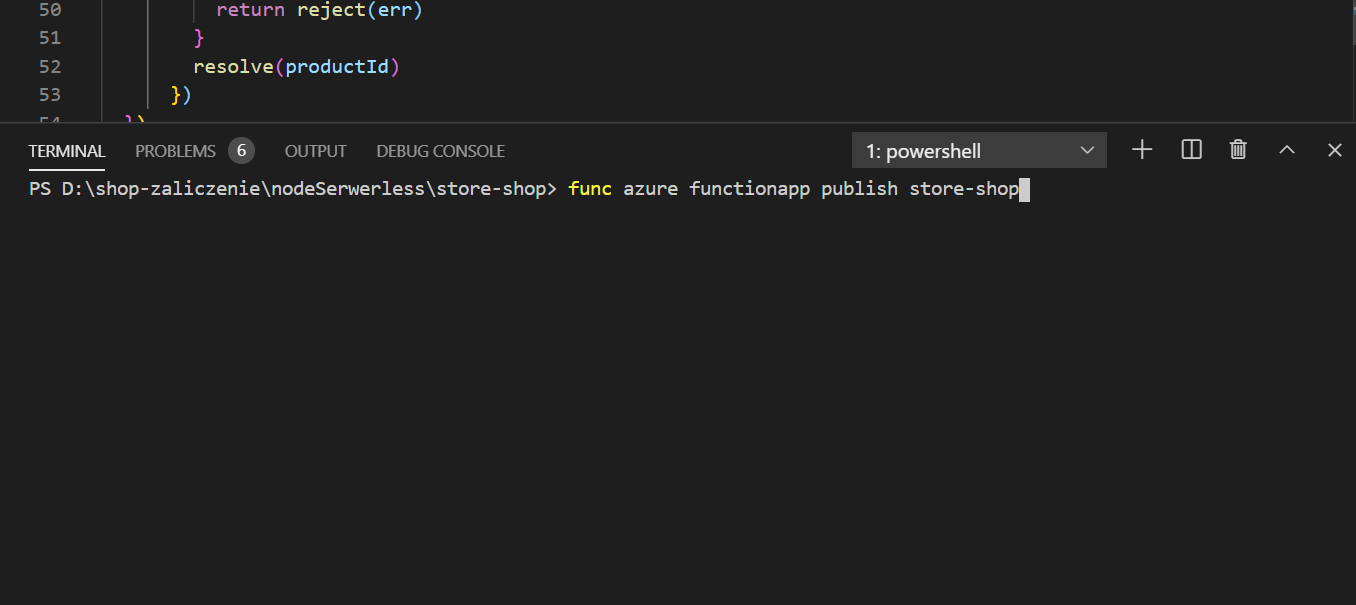 50 return reject(err)
51 }
52 resolve(productId)
53 })
54 })
TERMINAL PROBLEMS 6 OUTPUT DEBUG CONSOLE 1: powershell
PS D:\shop-zaliczenie\nodeSerwerless\store-shop> func azure functionapp publish store-shop